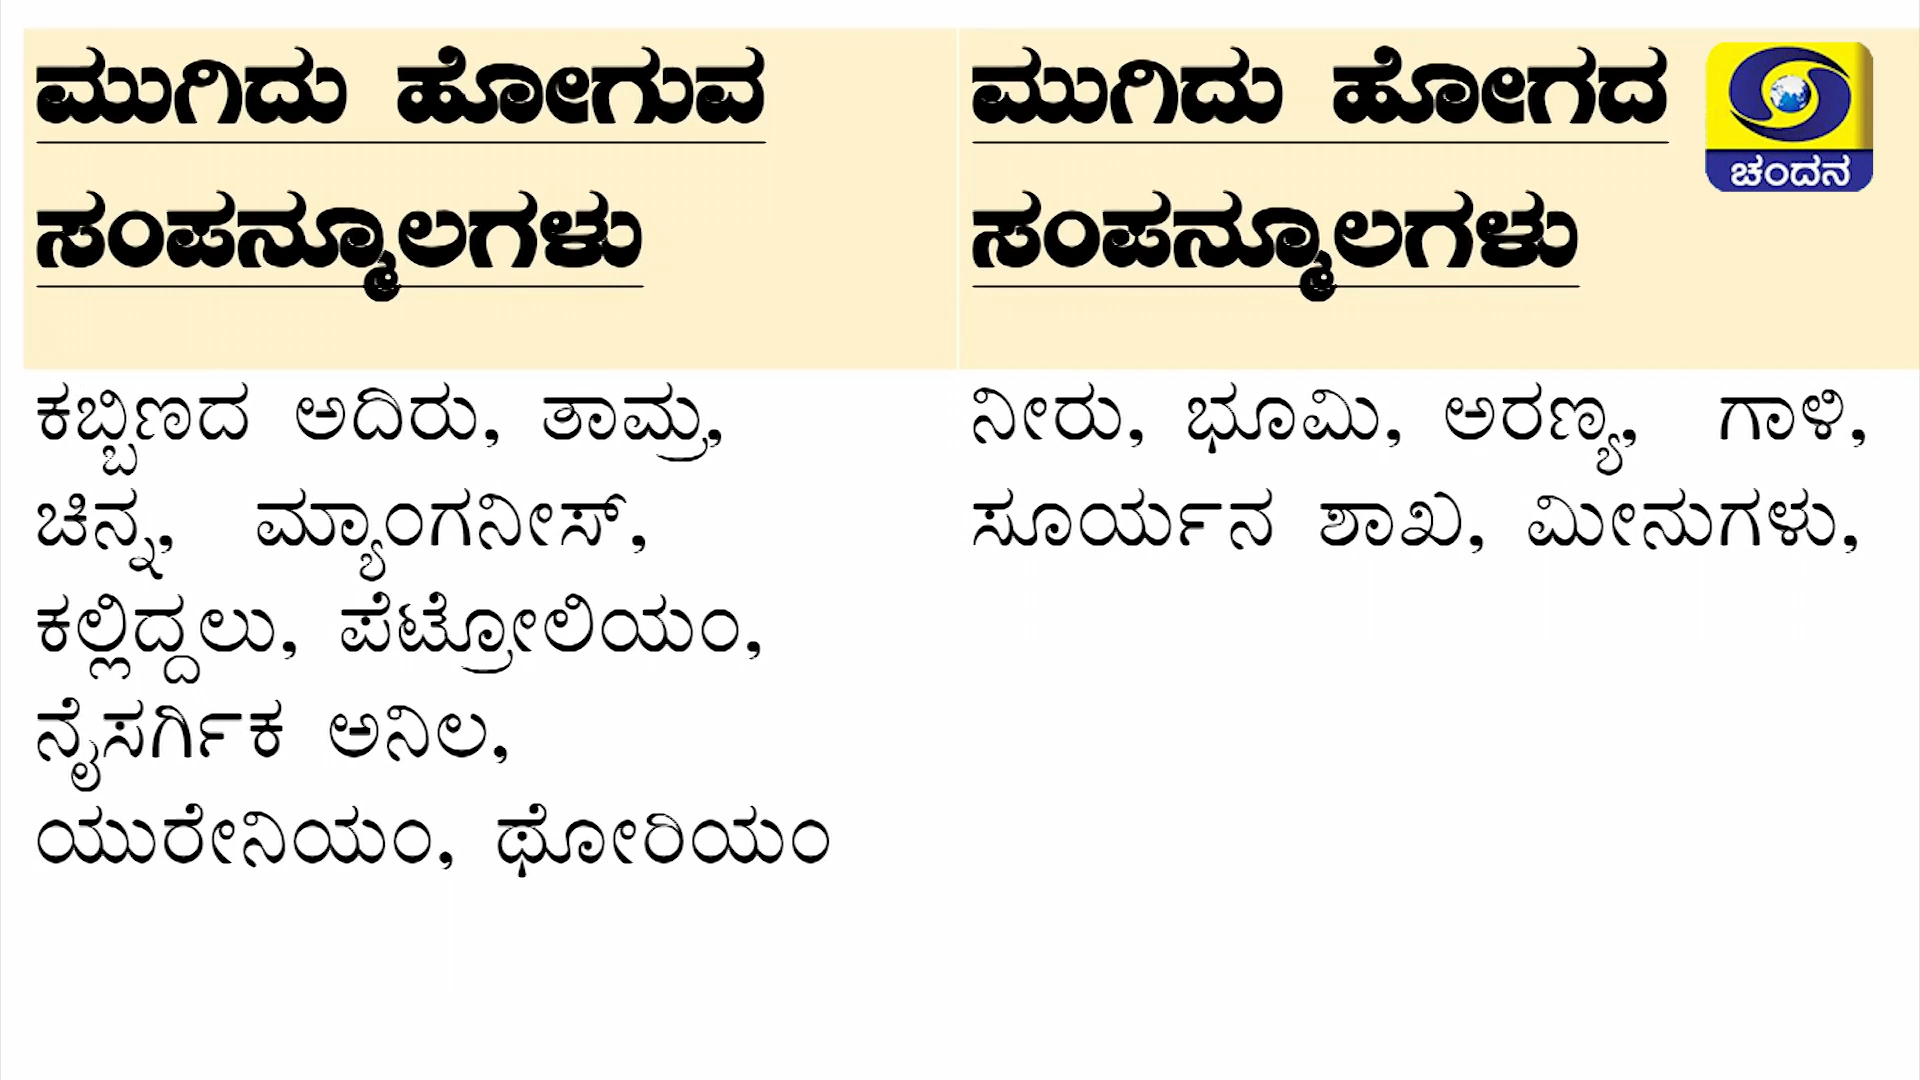 ಮುಗಿದು ಹೋಗುವ
ಸಂಪನ್ಮೂಲಗಳು
ಮುಗಿದು ಹೋಗದ
ಸಂಪನ್ಮೂಲಗಳು
ಚಂದನ
ಕಬ್ಬಿಣದ ಅದಿರು, ತಾಮ್ರ,
ಚಿನ್ನ, ಮ್ಯಾಂಗನೀಸ್,
ಕಲ್ಲಿದ್ದಲು, ಪೆಟ್ರೋಲಿಯಂ,
ನೈಸರ್ಗಿಕ ಅನಿಲ,
ಯುರೇನಿಯಂ, ಥೋರಿಯಂ
ನೀರು, ಭೂಮಿ, ಅರಣ್ಯ, ಗಾಳಿ,
ಸೂರ್ಯನ ಶಾಖ, ಮೀನುಗಳು,